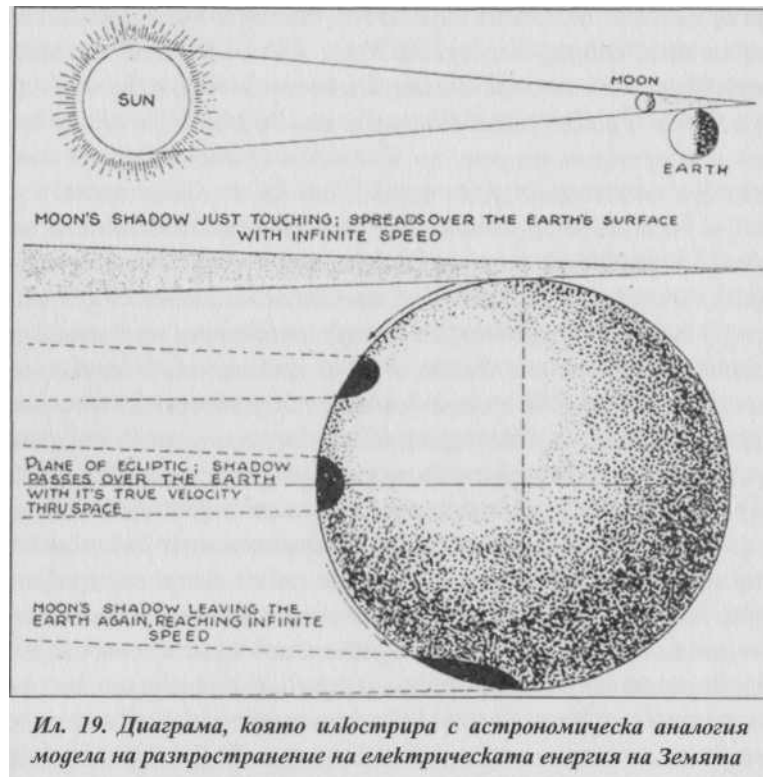 SUN
MOON
EARTH
MOON'S SHADOW JUST TOUCHING; SPREADS OVER THE EARTH'S SURFACE
WITH INFINITE SPEED
PLANE OF ECLIPTIC; SHADOW
PASSES OVER THE EARTH
WITH IT'S TRUE VELOCITY
THRU SPACE
MOON'S SHADOW LEAVING THE
EARTH AGAIN, REACHING INFINITE
SPEED
Ил. 19. Диаграма, която илюстрира с астрономическа аналогия
модела на разпространение на електрическата енергия на Земята